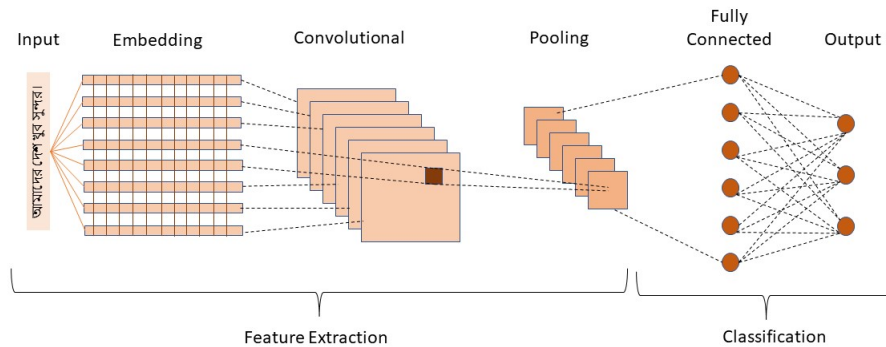 Input
Embedding
Convolutional
Pooling
Fully
Connected
Output
আমাদের দেশ খুব সুন্দর।
Feature Extraction
Classification